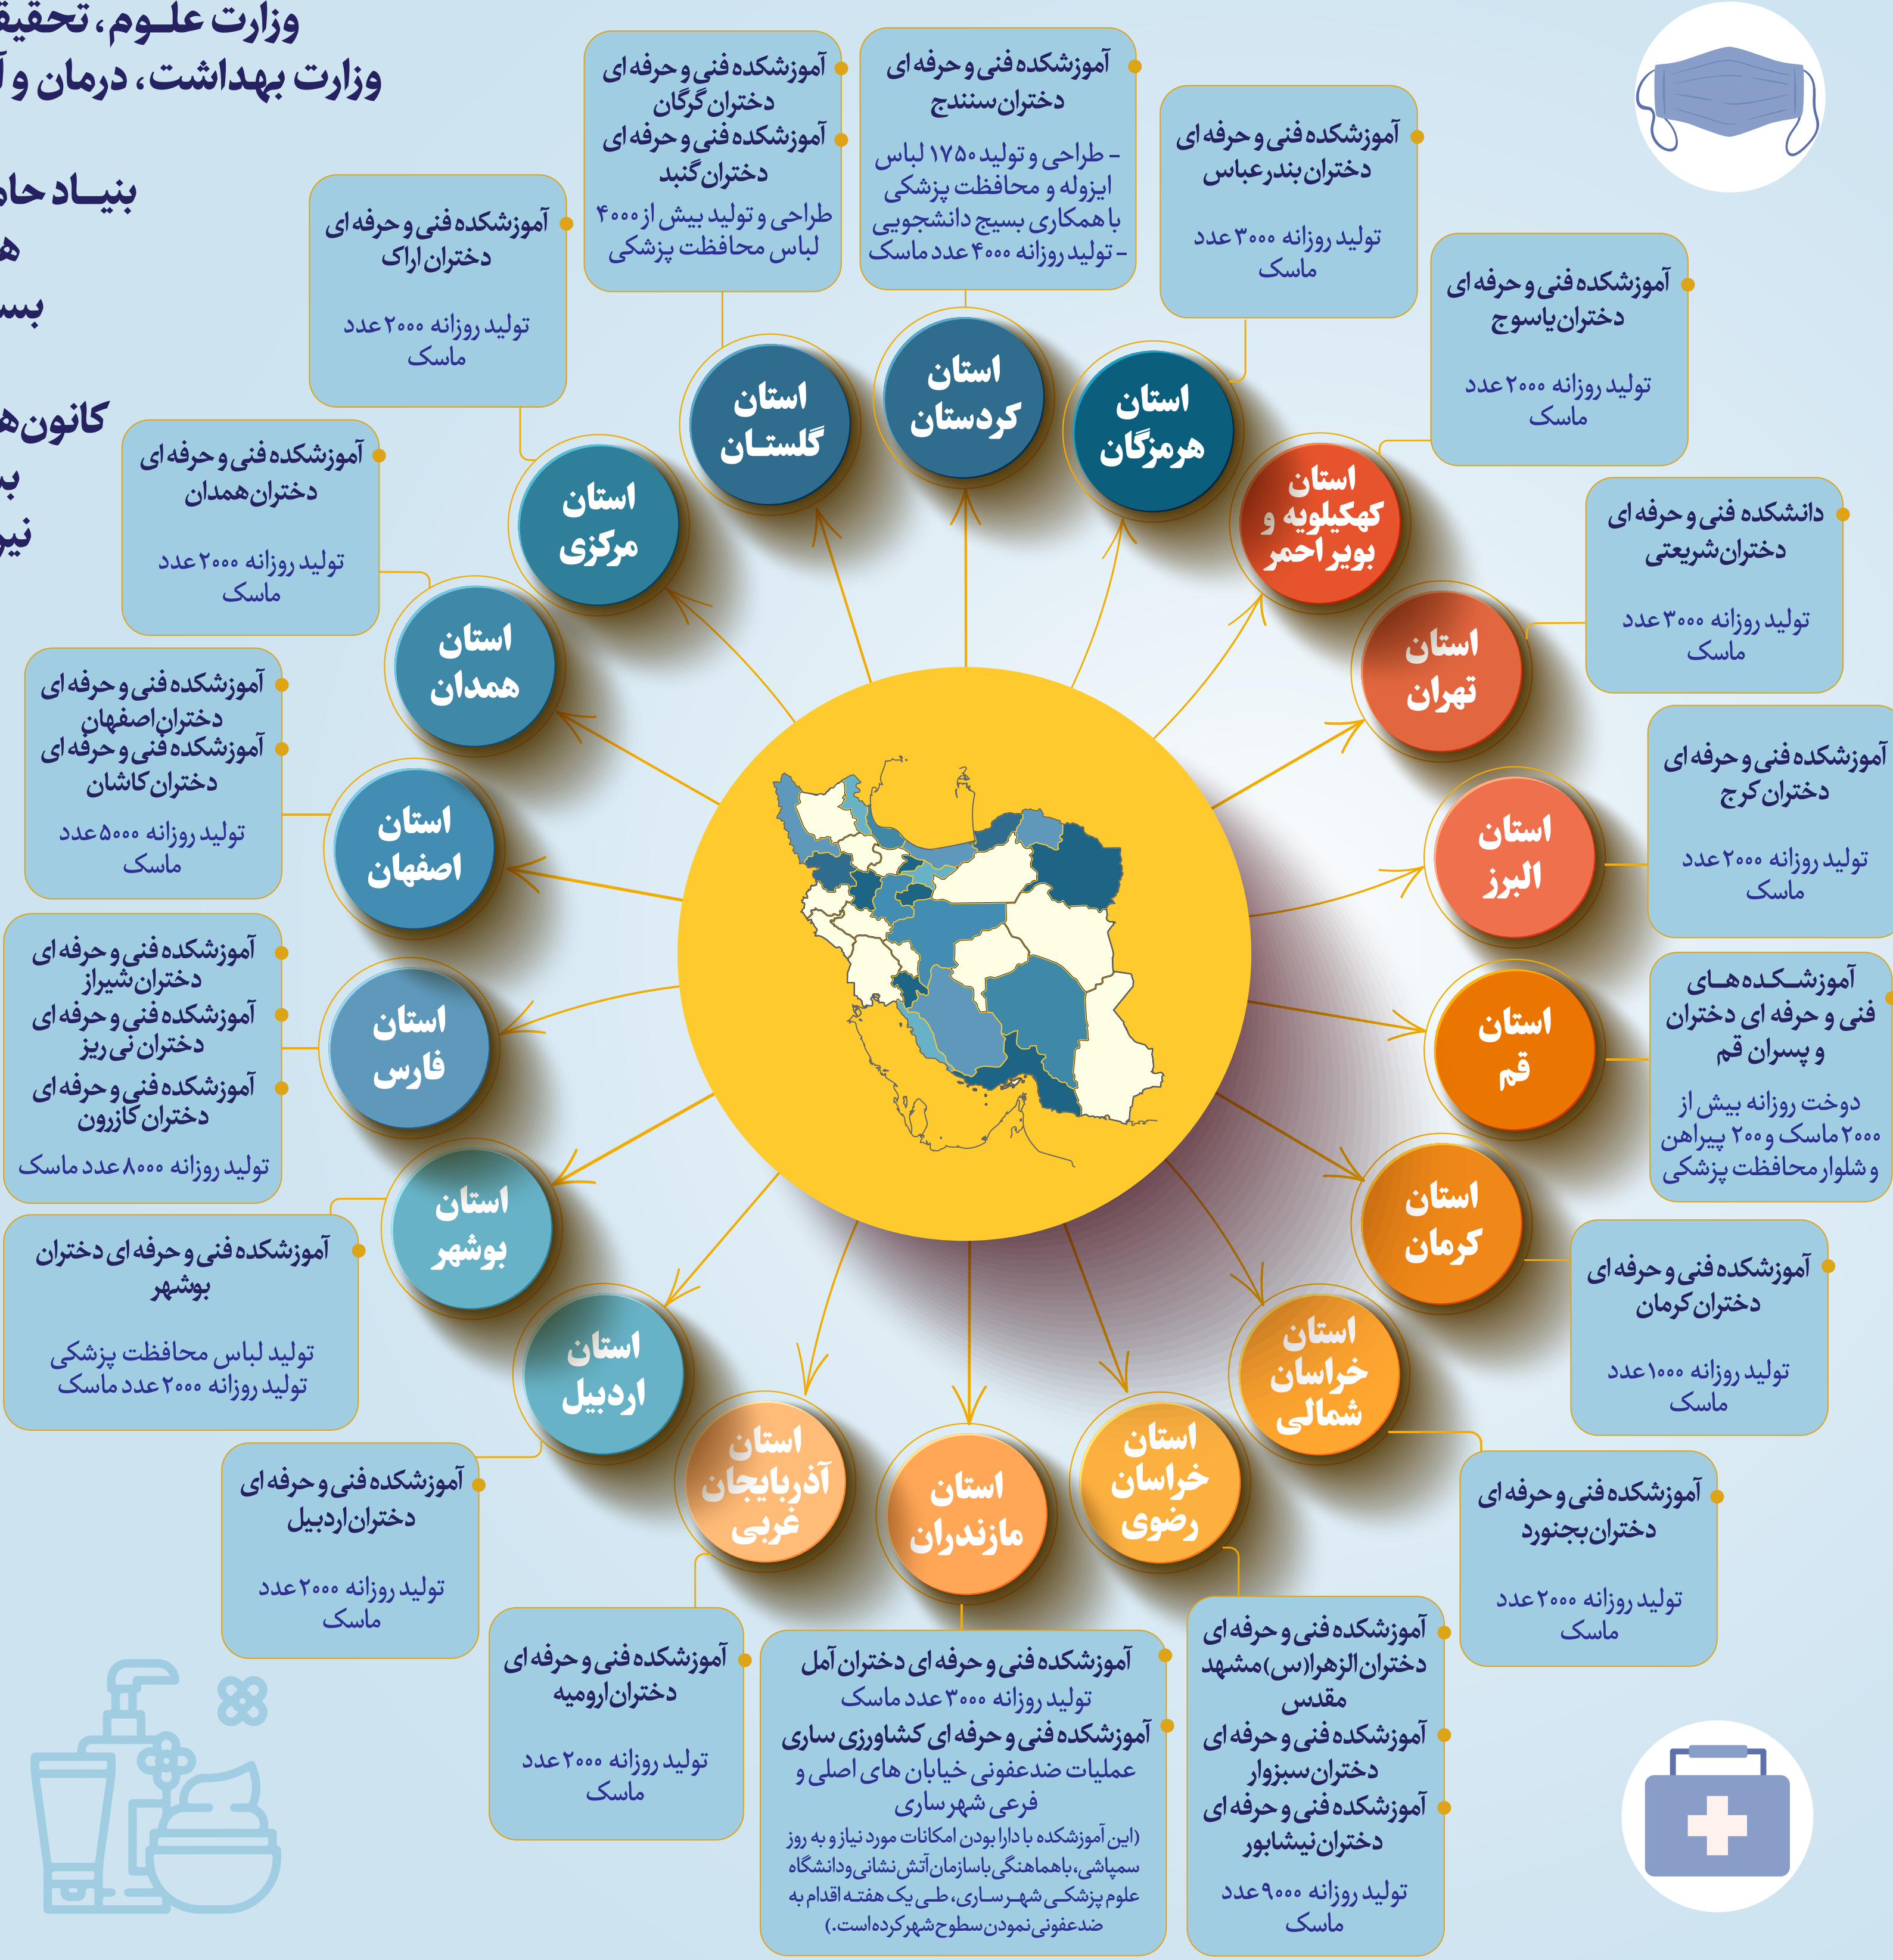 وزارت علـوم، تحقیقـ
وزارت بهداشت، درمان و آ
بنیـاد حامـ
هـ
بسـ
کانون‌هـ
بـ
نیر
آموزشکده فنی و حرفه ای
دختران سنندج
- طراحی و تولید ۱۷۵۰ لباس
ایزوله و محافظت پزشکی
با همکاری بسیج دانشجویی
- تولید روزانه ۴۰۰۰ عدد ماسک
استان
کردستان
آموزشکده فنی و حرفه ای
دختران بندرعباس
تولید روزانه ۳۰۰۰ عدد
ماسک
استان
هرمزگان
آموزشکده فنی و حرفه ای
دختران یاسوج
تولید روزانه ۲۰۰۰ عدد
ماسک
استان
کهکیلویه و
بویر احمر
دانشکده فنی و حرفه ای
دختران شریعتی
تولید روزانه ۳۰۰۰ عدد
ماسک
استان
تهران
آموزشکده فنی و حرفه ای
دختران کرج
تولید روزانه ۲۰۰۰ عدد
ماسک
استان
البرز
آموزشـکـده هـای
فنی و حرفه ای دختران
و پسران قم
دوخت روزانه بیش از
۲۰۰۰ ماسک و ۲۰۰ پیراهن
و شلوار محافظت پزشکی
استان
قم
آموزشکده فنی و حرفه ای
دختران کرمان
تولید روزانه ۱۰۰۰ عدد
ماسک
استان
کرمان
آموزشکده فنی و حرفه ای
دختران بجنورد
تولید روزانه ۲۰۰۰ عدد
ماسک
استان
خراسان
شمالی
آموزشکده فنی و حرفه ای
دختران الزهرا(س) مشهد
مقدس
آموزشکده فنی و حرفه ای
دختران سبزوار
آموزشکده فنی و حرفه ای
دختران نیشابور
تولید روزانه ۹۰۰۰ عدد
ماسک
استان
خراسان
رضوی
آموزشکده فنی و حرفه ای دختران آمل
تولید روزانه ۳۰۰۰ عدد ماسک
آموزشکده فنی و حرفه ای کشاورزی ساری
عملیات ضدعفونی خیابان های اصلی و
فرعی شهر ساری
(این آموزشکده با دارا بودن امکانات مورد نیاز و به روز
سمپاشی، باهماهنگی باسازمان آتش نشانی ودانشگاه
علوم پزشکـی شهـر سـاری، طـی یک هفتـه اقدام به
ضدعفونی نمودن سطوح شهر کرده است.)
استان
مازندران
آموزشکده فنی و حرفه ای
دختران ارومیه
تولید روزانه ۲۰۰۰ عدد
ماسک
استان
آذربایجان
غربی
آموزشکده فنی و حرفه ای
دختران اردبیل
تولید روزانه ۲۰۰۰ عدد
ماسک
استان
اردبیل
آموزشکده فنی و حرفه ای دختران
بوشهر
تولید لباس محافظت پزشکی
تولید روزانه ۲۰۰۰ عدد ماسک
استان
بوشهر
آموزشکده فنی و حرفه ای
دختران شیراز
آموزشکده فنی و حرفه ای
دختران نی ریز
آموزشکده فنی و حرفه ای
دختران کازرون
تولید روزانه ۸۰۰۰ عدد ماسک
استان
فارس
آموزشکده فنی و حرفه ای
دختران اصفهان
آموزشکده فنی و حرفه ای
دختران کاشان
تولید روزانه ۵۰۰۰ عدد
ماسک
استان
اصفهان
آموزشکده فنی و حرفه ای
دختران همدان
تولید روزانه ۲۰۰۰ عدد
ماسک
استان
همدان
آموزشکده فنی و حرفه ای
دختران اراک
تولید روزانه ۲۰۰۰ عدد
ماسک
استان
مرکزی
آموزشکده فنی و حرفه ای
دختران گرگان
آموزشکده فنی و حرفه ای
دختران گنبد
طراحی و تولید بیش از ۴۰۰۰
لباس محافظت پزشکی
استان
گلستـان